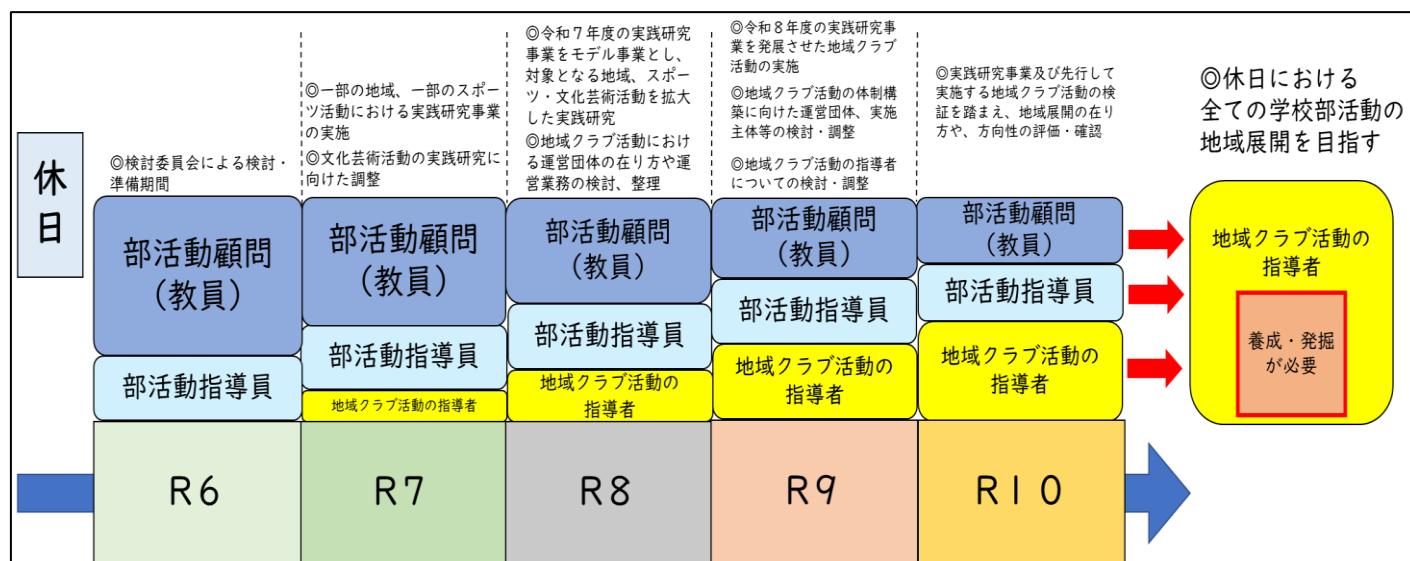 休
日
◎検討委員会による検討・
準備期間
部活動顧問
(教員)
部活動指導員
R6
◎一部の地域、一部のスポー
ツ活動における実践研究事業
の実施
◎文化芸術活動の実践研究に
向けた調整
部活動顧問
(教員)
部活動指導員
地域クラブ活動の指導者
R7
◎令和7年度の実践研究
事業をモデル事業とし、
対象となる地域、スポー
ツ・文化芸術活動を拡大
した実践研究
◎地域クラブ活動におけ
る運営団体の在り方や運
営業務の検討、整理
部活動顧問
(教員)
部活動指導員
地域クラブ活動の
指導者
R8
◎令和8年度の実践研究事
業を発展させた地域クラブ
活動の実施
◎地域クラブ活動の体制構
築に向けた運営団体、実施
主体等の検討・調整
◎地域クラブ活動の指導者
についての検討・調整
部活動顧問
(教員)
部活動指導員
地域クラブ活動の
指導者
R9
◎実践研究事業及び先行して
実施する地域クラブ活動の検
証を踏まえ、地域展開の在り
方や、方向性の評価・確認
部活動顧問
(教員)
部活動指導員
地域クラブ活動の
指導者
R10
◎休日における
全ての学校部活動の
地域展開を目指す
地域クラブ活動の
指導者
養成・発掘
が必要